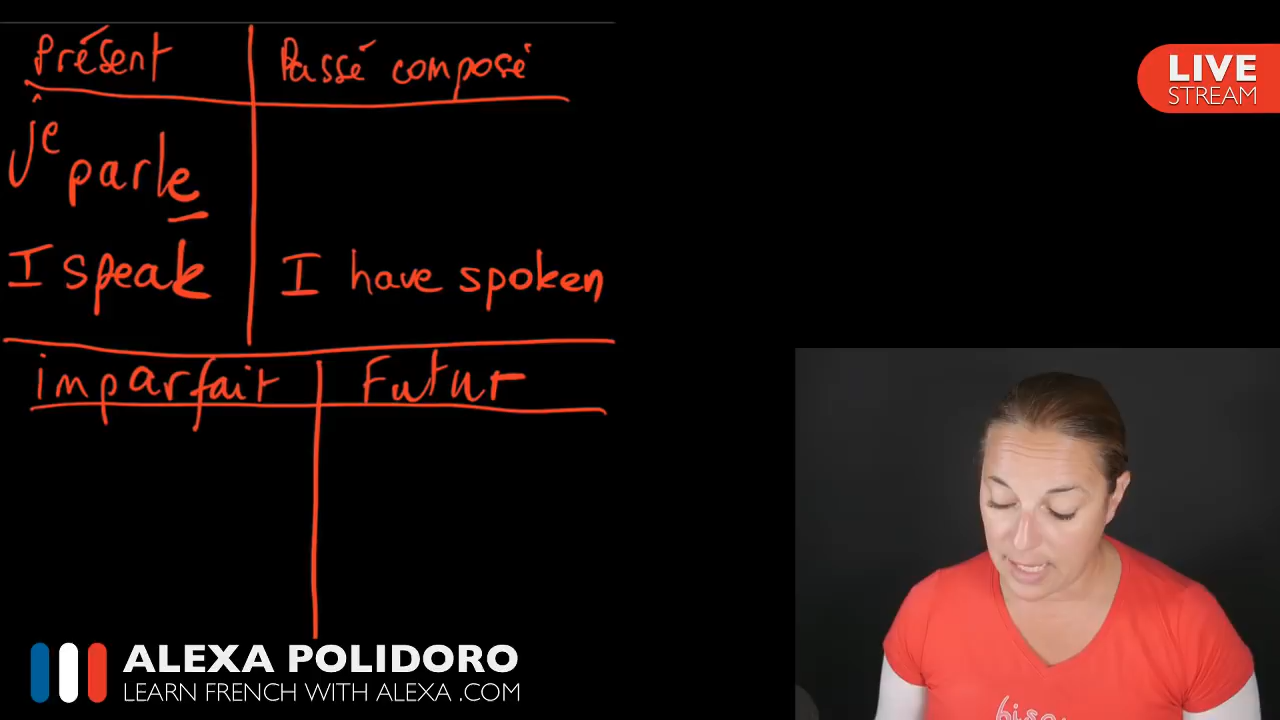 Présent
Passé composé
je parle
I speak
I have spoken
imparfait
Futur
LIVE
STREAM
ALEXA POLIDORO
LEARN FRENCH WITH ALEXA .COM